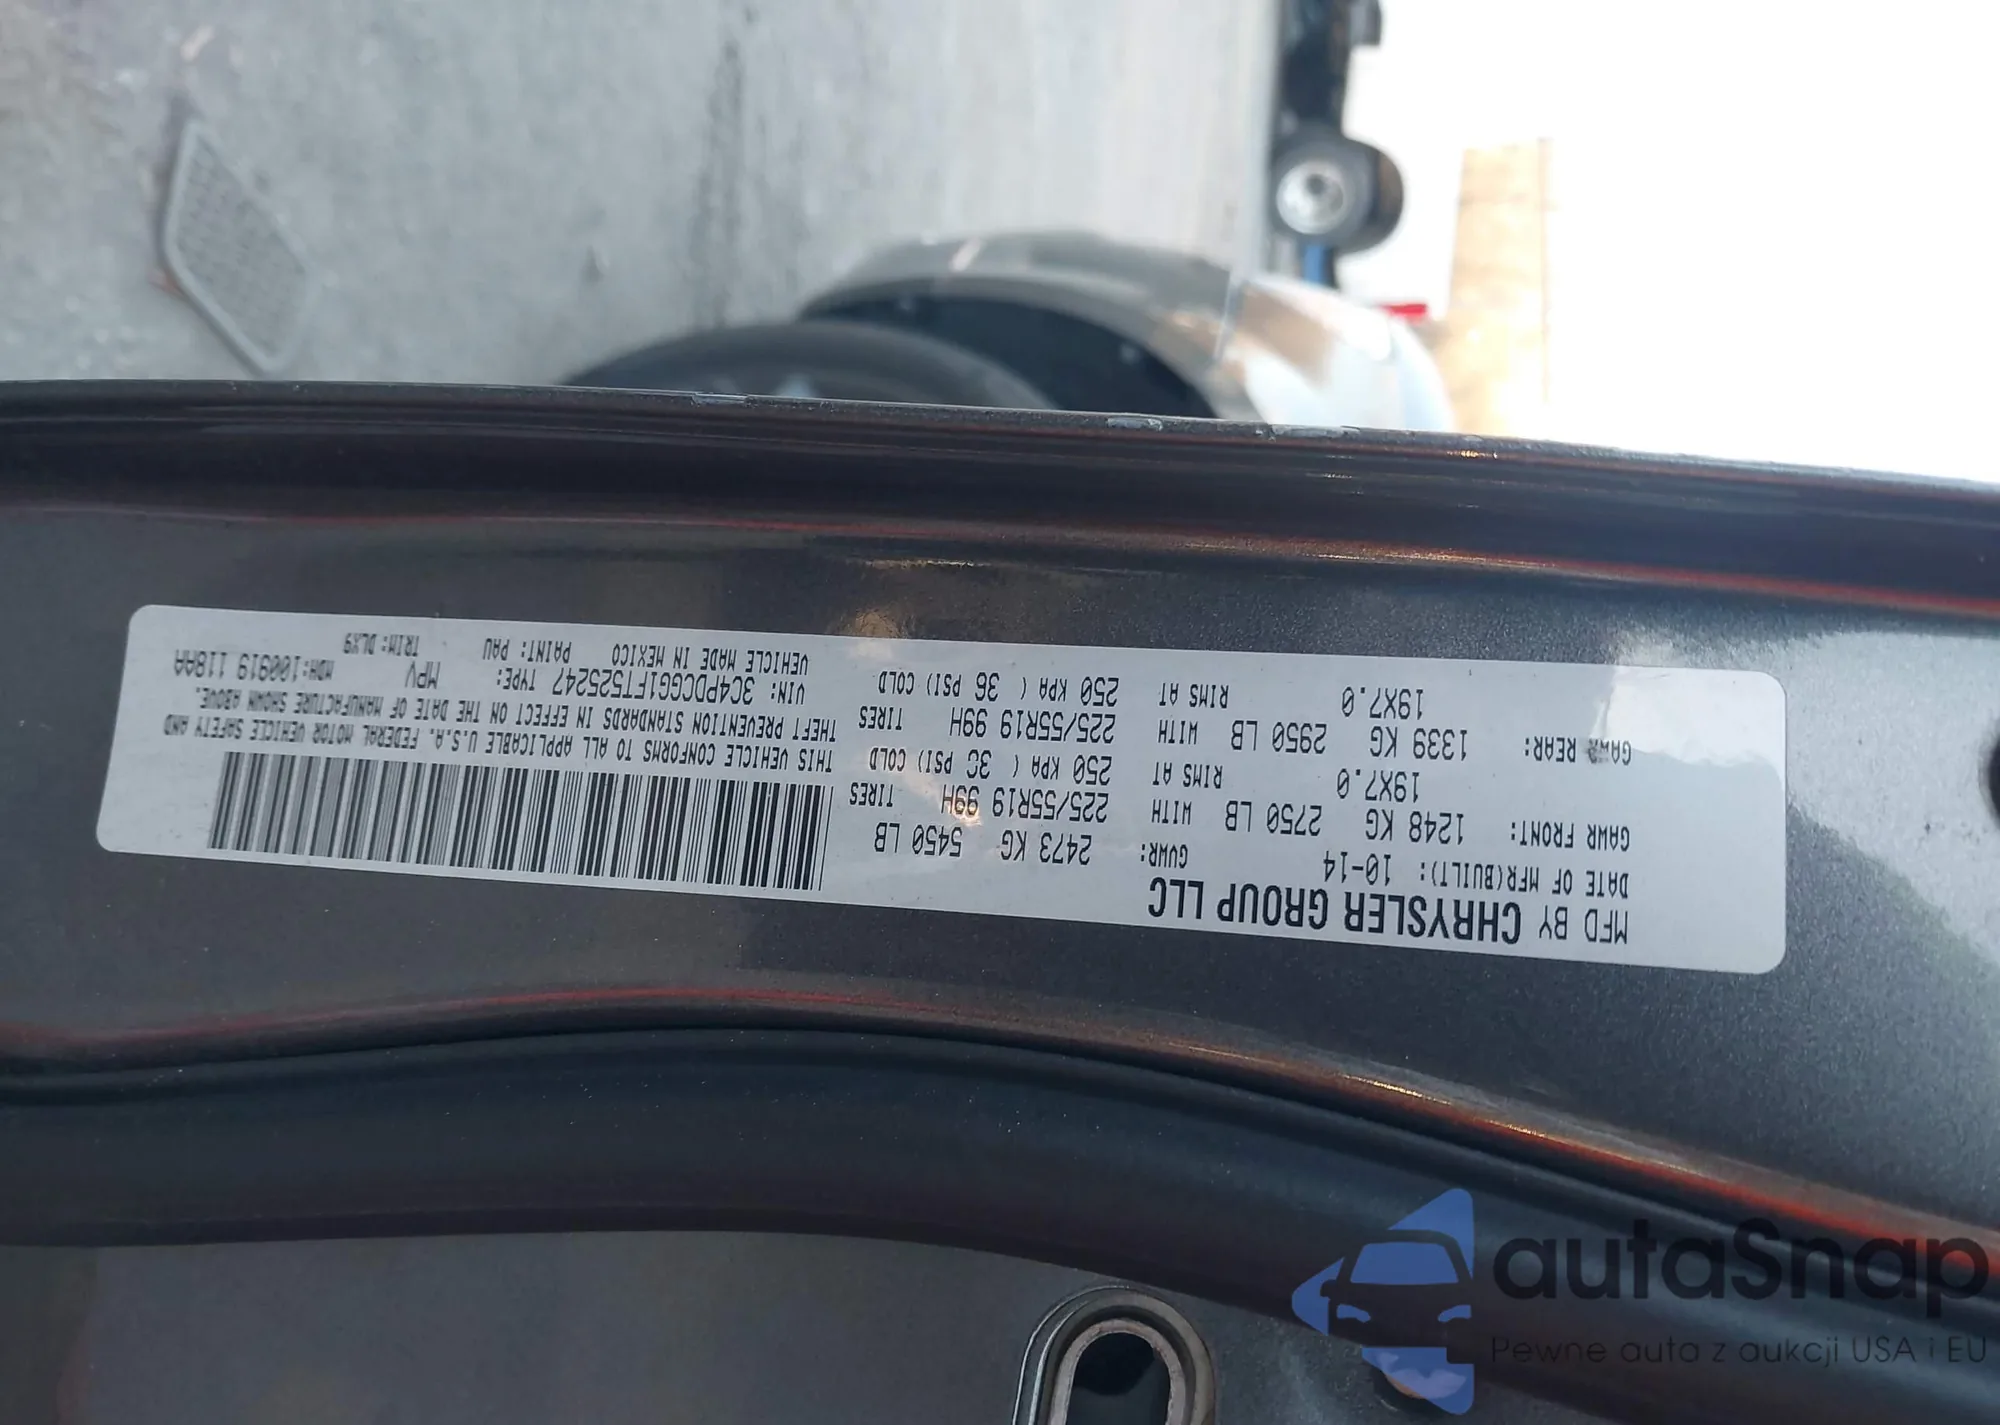 MFD BY CHRYSLER GROUP LLC
DATE OF MFR(BUILT): 10-14 GVWR: 2473 KG 5450 LB
GAWR FRONT: 1248 KG 2750 LB WITH 225/55R19 99H TIRES
19X7.0 RIMS AT 250 KPA ( 36 PSI) COLD
GAWR REAR: 1339 KG 2950 LB WITH 225/55R19 99H TIRES
19X7.0 RIMS AT 250 KPA ( 36 PSI) COLD
THIS VEHICLE CONFORMS TO ALL APPLICABLE U.S.A. FEDERAL MOTOR VEHICLE SAFETY AND
THEFT PREVENTION STANDARDS IN EFFECT ON THE DATE OF MANUFACTURE SHOWN ABOVE.
VIN: 3C4PDCGG1FT525247 TYPE: MPV MDH:100919 118AA
VEHICLE MADE IN MEXICO PAINT: PAU TRIM: DLX9
autaSnap
Pewne auta z aukcji USA i EU